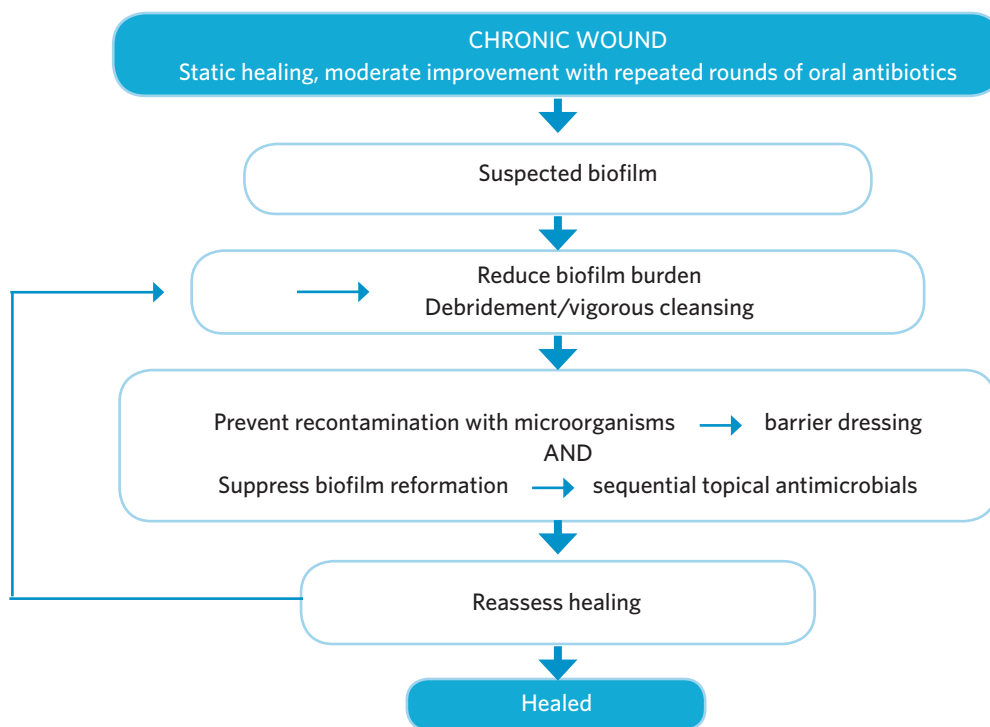 CHRONIC WOUND
Static healing, moderate improvement with repeated rounds of oral antibiotics
Suspected biofilm
Reduce biofilm burden
Debridement/vigorous cleansing
Prevent recontamination with microorganisms barrier dressing
AND
Suppress biofilm reformation sequential topical antimicrobials
Reassess healing
Healed